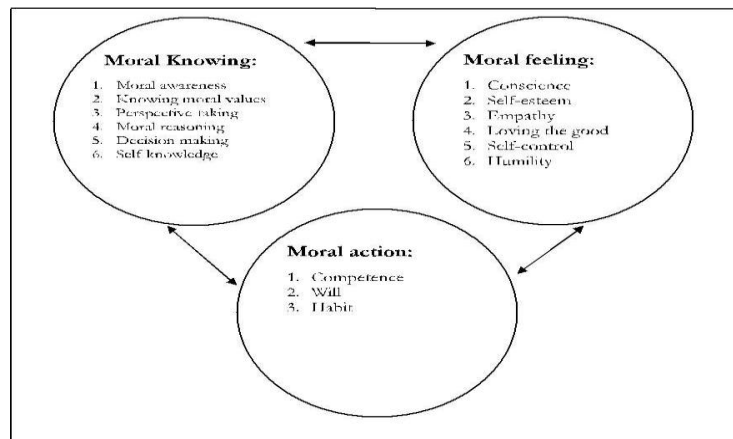 Moral Knowing:
1. Moral awareness
2. Knowing moral values
3. Perspective taking
4. Moral reasoning
5. Decision making
6. Self knowledge
Moral feeling:
1. Conscience
2. Self-esteem
3. Empathy
4. Loving the good
5. Self-control
6. Humility
Moral action:
1. Competence
2. Will
3. Habit